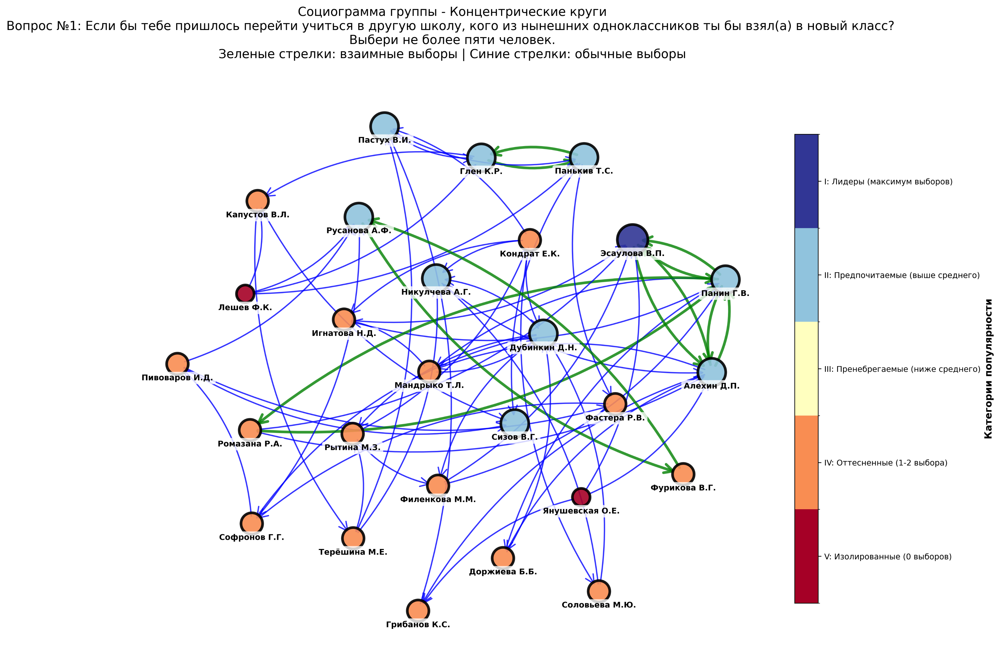 Социограмма группы - Концентрические круги
Вопрос №1: Если бы тебе пришлось перейти учиться в другую школу, кого из нынешних одноклассников ты бы взял(а) в новый класс?
Выбери не более пяти человек.
Зеленые стрелки: взаимные выборы | Синие стрелки: обычные выборы
Пастух В.И.
Глен К.Р.
Панькив Т.С.
Капустов В.Л.
Русанова А.Ф.
Кондрат Е.К.
Эсаулова В.П.
Никулчева А.Г.
Панин Г.В.
Лешев Ф.К.
Игнатова Н.Д.
Дубинкин Д.Н.
Пивоваров И.Д.
Мандрыко Т.Л.
Алехин Д.П.
Фастера Р.В.
Сизов В.Г.
Ромазана Р.А.
Рытина М.З.
Фурикова В.Г.
Филенкова М.М.
Янушевская О.Е.
Софронов Г.Г.
Терёшина М.Е.
Доржиева Б.Б.
Соловьева М.Ю.
Грибанов К.С.
I: Лидеры (максимум выборов)
II: Предпочитаемые (выше среднего)
III: Пренебрегаемые (ниже среднего)
IV: Оттесненные (1-2 выбора)
V: Изолированные (0 выборов)
Категории популярности